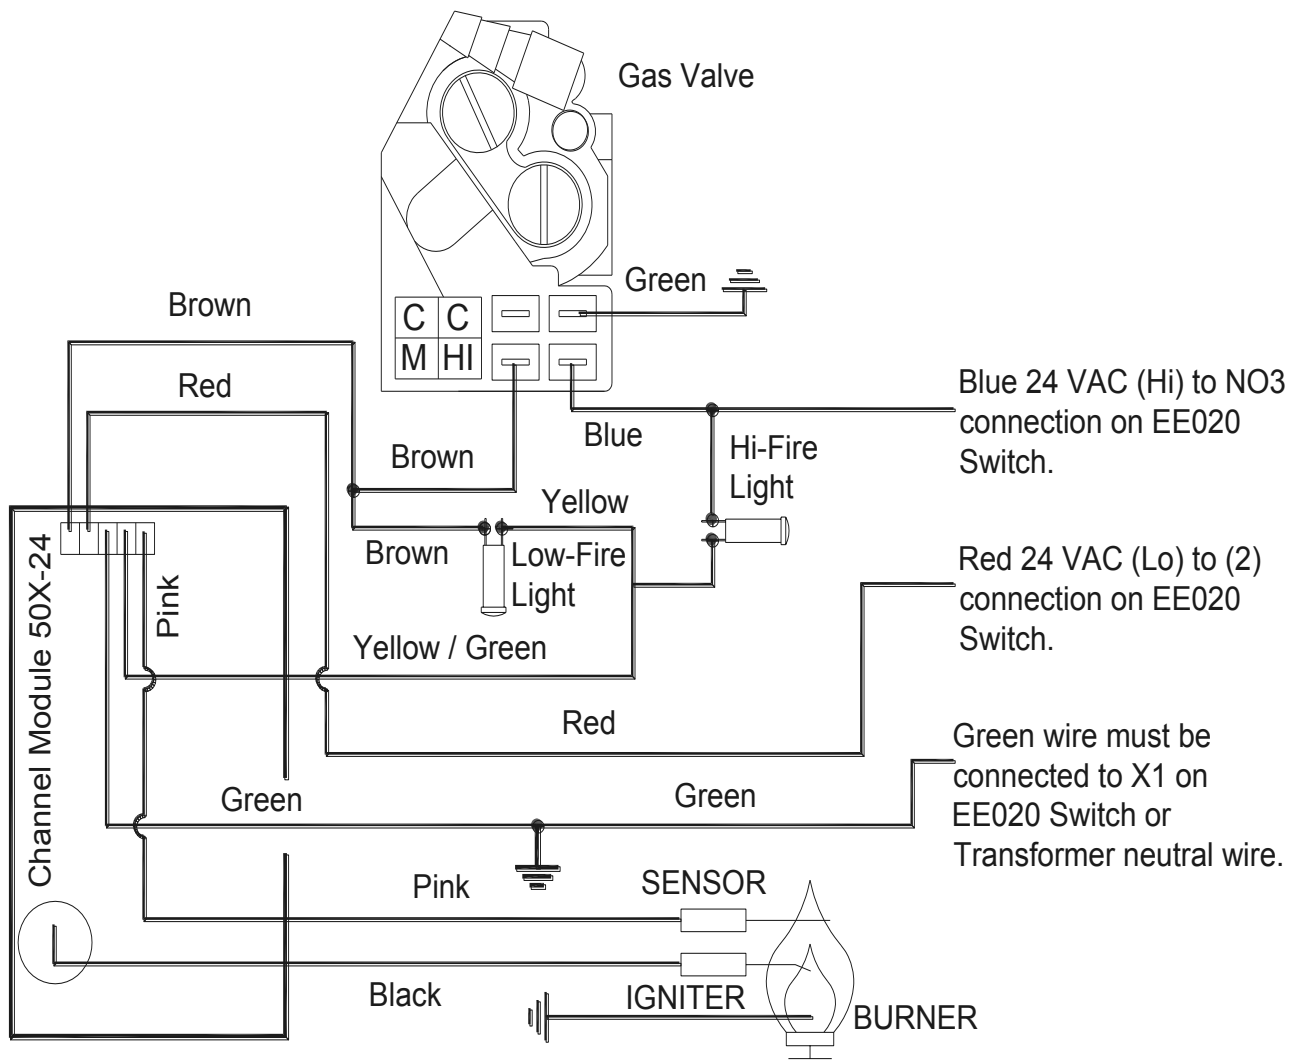 Gas Valve
Green
Brown
C C
M HI
Red
Blue 24 VAC (Hi) to NO3
connection on EE020
Switch.
Blue
Hi-Fire
Light
Brown
Yellow
Brown
Low-Fire
Light
Red 24 VAC (Lo) to (2)
connection on EE020
Switch.
Channel Module 50X-24
Pink
Yellow / Green
Red
Green wire must be
connected to X1 on
EE020 Switch or
Transformer neutral wire.
Green
Green
Pink
SENSOR
Black
IGNITER
BURNER